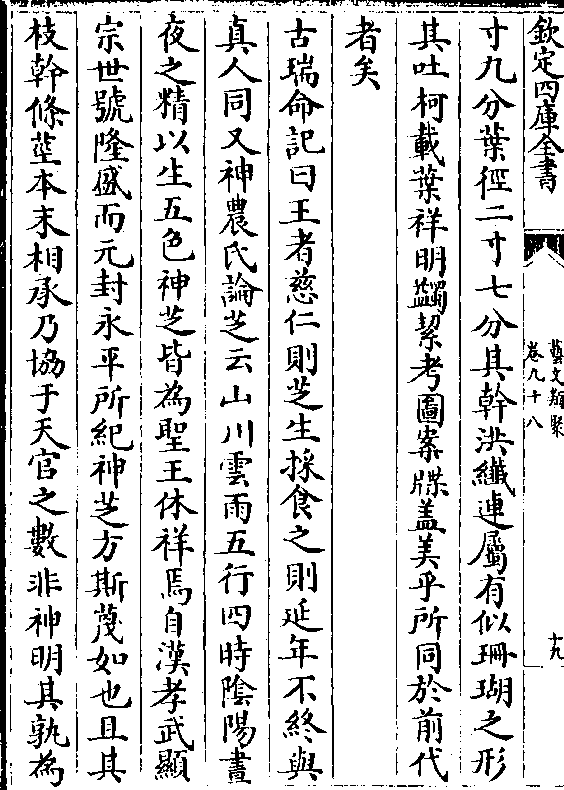 欽定四庫全書
藝文類聚
卷九十八
十九
寸九分葉徑二寸七分其幹洪纖連屬有似珊瑚之形
其吐柯載葉祥明蠲絜考圖案牒盖美乎所同於前代
者矣
古瑞命記曰王者慈仁則芝生採食之則延年不終與
真人同又神農氏論芝云山川雲雨五行四時陰陽晝
夜之精以生五色神芝皆為聖王休祥焉自漢孝武顯
宗世號隆盛而元封永平所紀神芝方斯蔑如也且其
枝幹條莖本末相承乃協于天官之數非神明其孰為